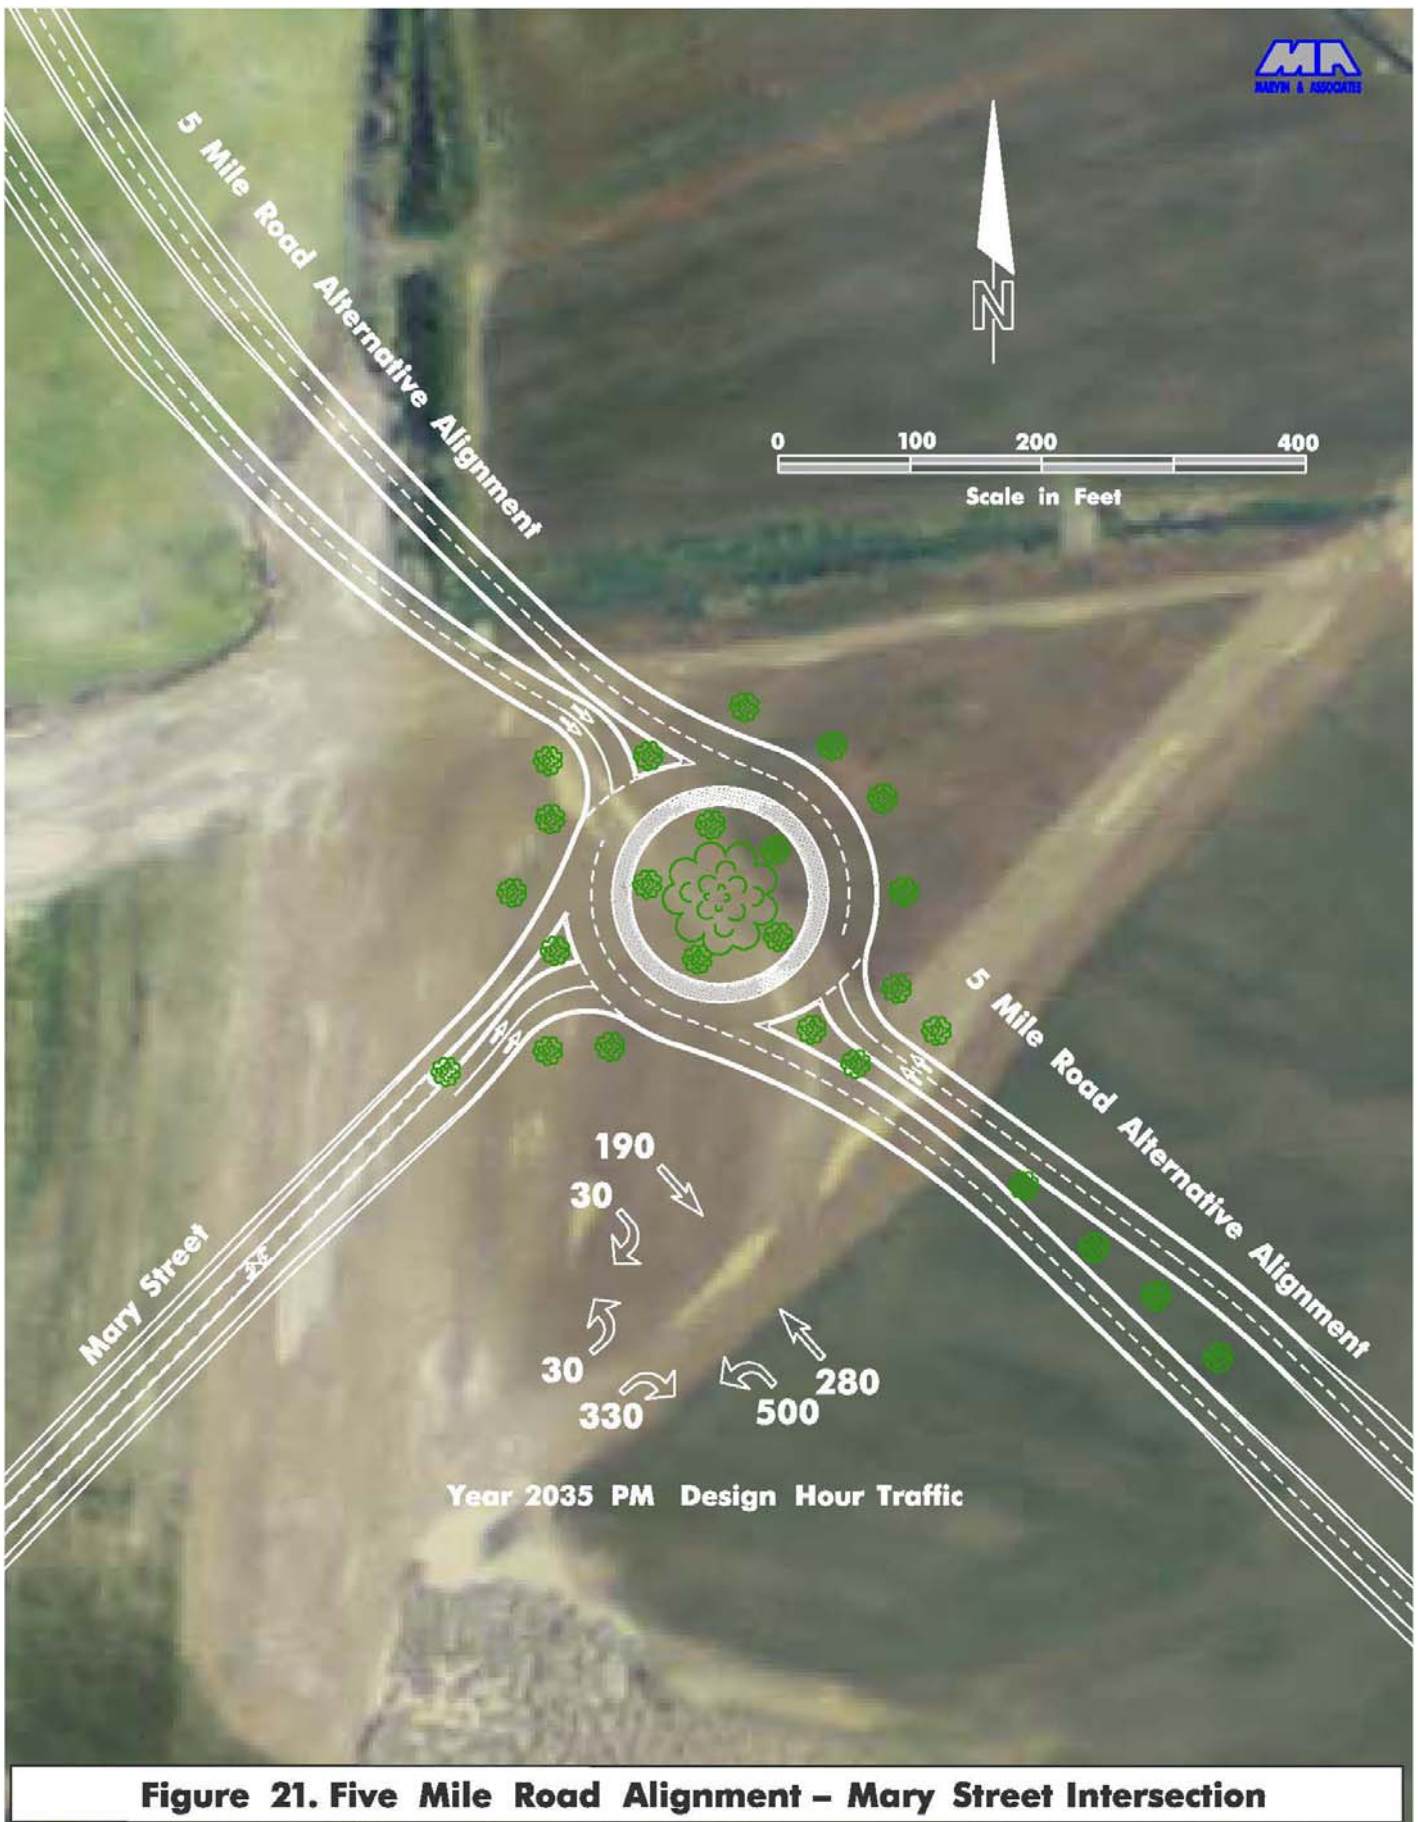 MA
MARVIN & ASSOCIATES
5 Mile Road Alternative Alignment
N
0 100 200 400
Scale in Feet
5 Mile Road Alternative Alignment
Mary Street
190
30
30
330
280
500
Year 2035 PM Design Hour Traffic
Figure 21. Five Mile Road Alignment – Mary Street Intersection